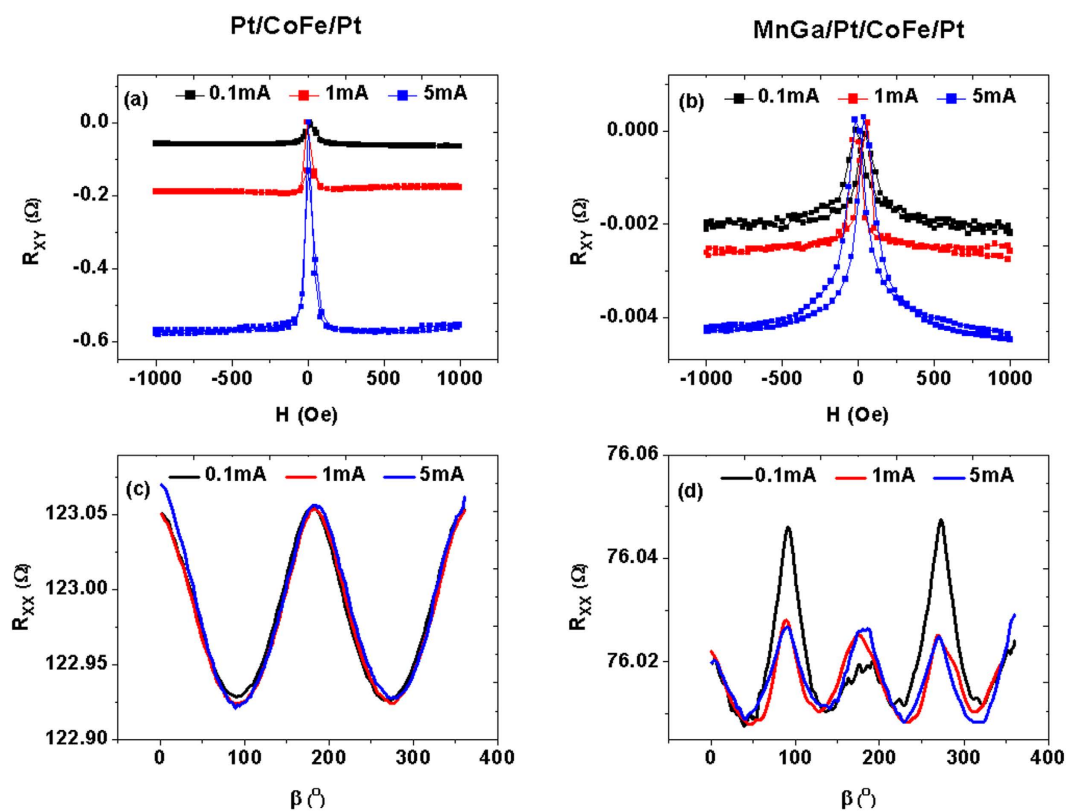 Pt/CoFe/Pt
MnGa/Pt/CoFe/Pt
(a) 0.1mA 1mA 5mA
0.0
-0.2
-0.4
-0.6
R_XY (Ω)
-1000 -500 0 500 1000
H (Oe)
(b) 0.1mA 1mA 5mA
0.000
-0.002
-0.004
R_XY (Ω)
-1000 -500 0 500 1000
H (Oe)
(c) 0.1mA 1mA 5mA
123.05
123.00
122.95
122.90
R_XX (Ω)
0 100 200 300 400
β (°)
(d) 0.1mA 1mA 5mA
76.06
76.04
76.02
R_XX (Ω)
0 100 200 300 400
β (°)